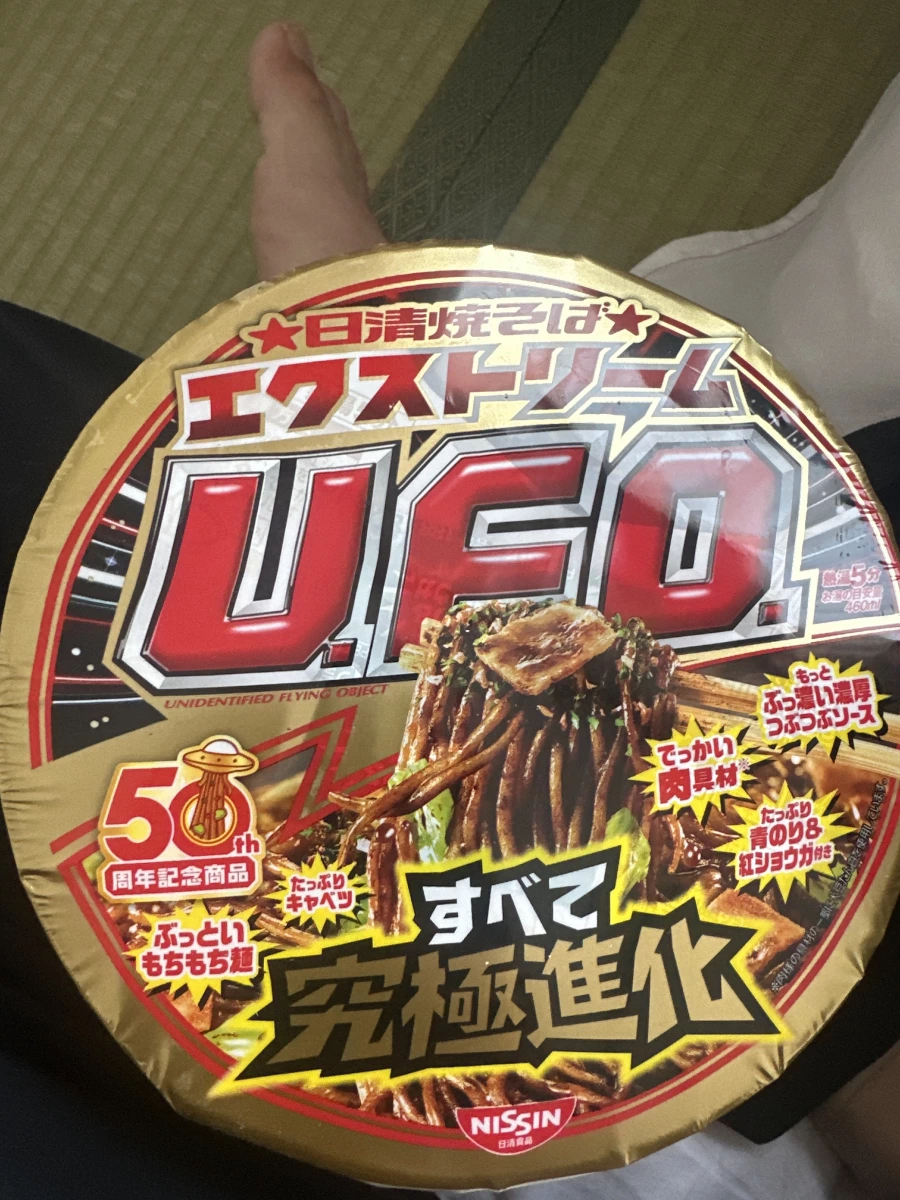 ★日清焼そば★
エクストリーム
U.F.O.
UNIDENTIFIED FLYING OBJECT
熱湯5分
お湯の目安量
460ml
もっと
ぶっ濃い濃厚
つぶつぶソース
でっかい
肉具材※
たっぷり
青のり&
紅ショウガ付き
50th
周年記念商品
たっぷり
キャベツ
ぶっとい
もちもち麺
すべて
究極進化
NISSIN
日清食品